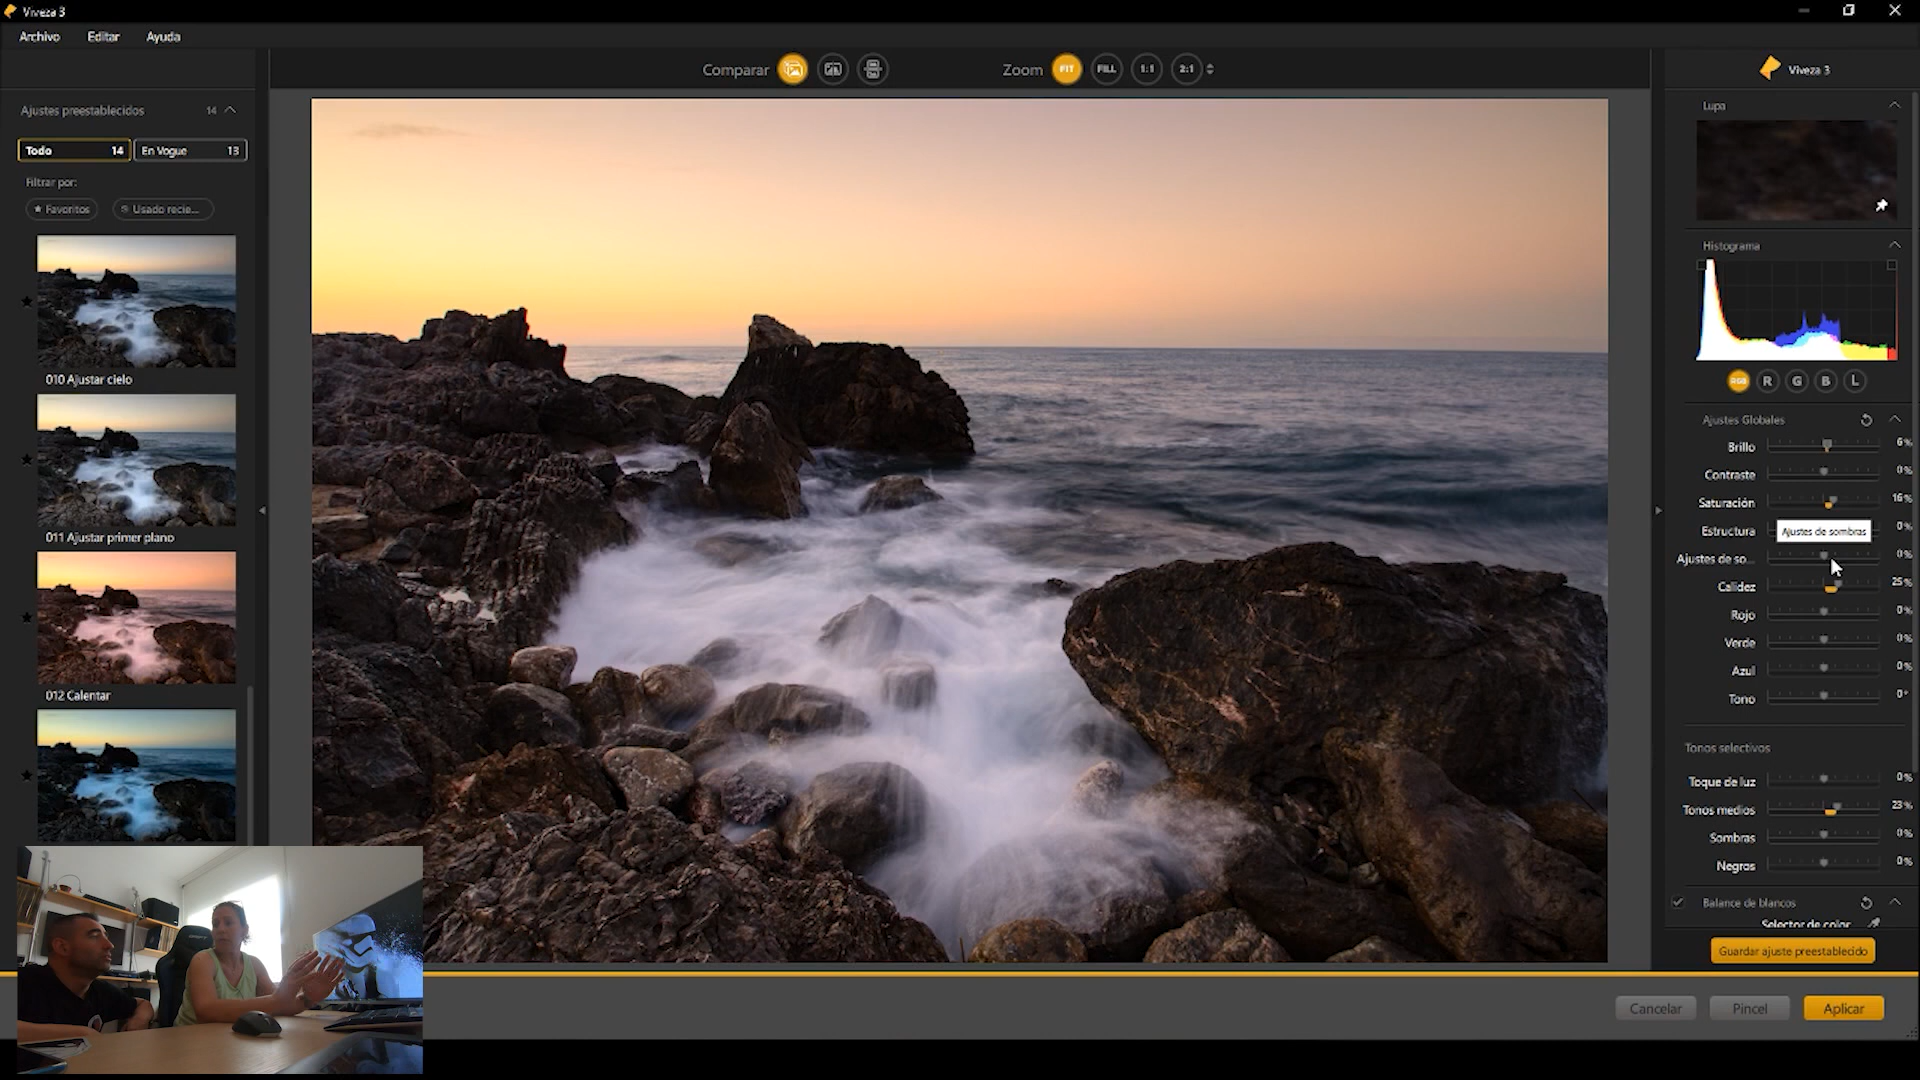 Viveza 3
Archivo Editar Ayuda
Comparar
Zoom FIT FILL 1:1 2:1
Viveza 3
Ajustes preestablecidos 14
Todo 14 En Vogue 13
Filtrar por:
Favoritos Usado recie...
010 Ajustar cielo
011 Ajustar primer plano
012 Calentar
Lupa
Histograma
RGB R G B L
Ajustes Globales
Brillo 6%
Contraste 0%
Saturación 16%
Estructura 0%
Ajustes de sombras
Ajustes de so... 0%
Calidez 25%
Rojo 0%
Verde 0%
Azul 0%
Tono 0°
Tonos selectivos
Toque de luz 0%
Tonos medios 23%
Sombras 0%
Negros 0%
Balance de blancos
Selector de color
Guardar ajuste preestablecido
Cancelar Pincel Aplicar